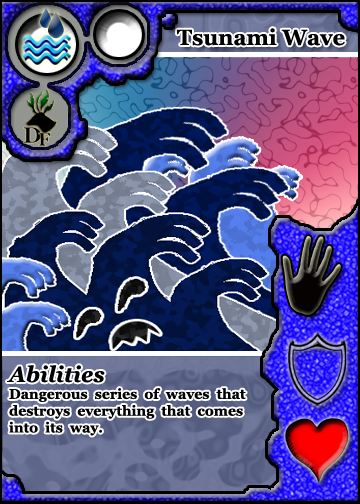 Tsunami Wave
DF
Abilities
Dangerous series of waves that
destroys everything that comes
into its way.